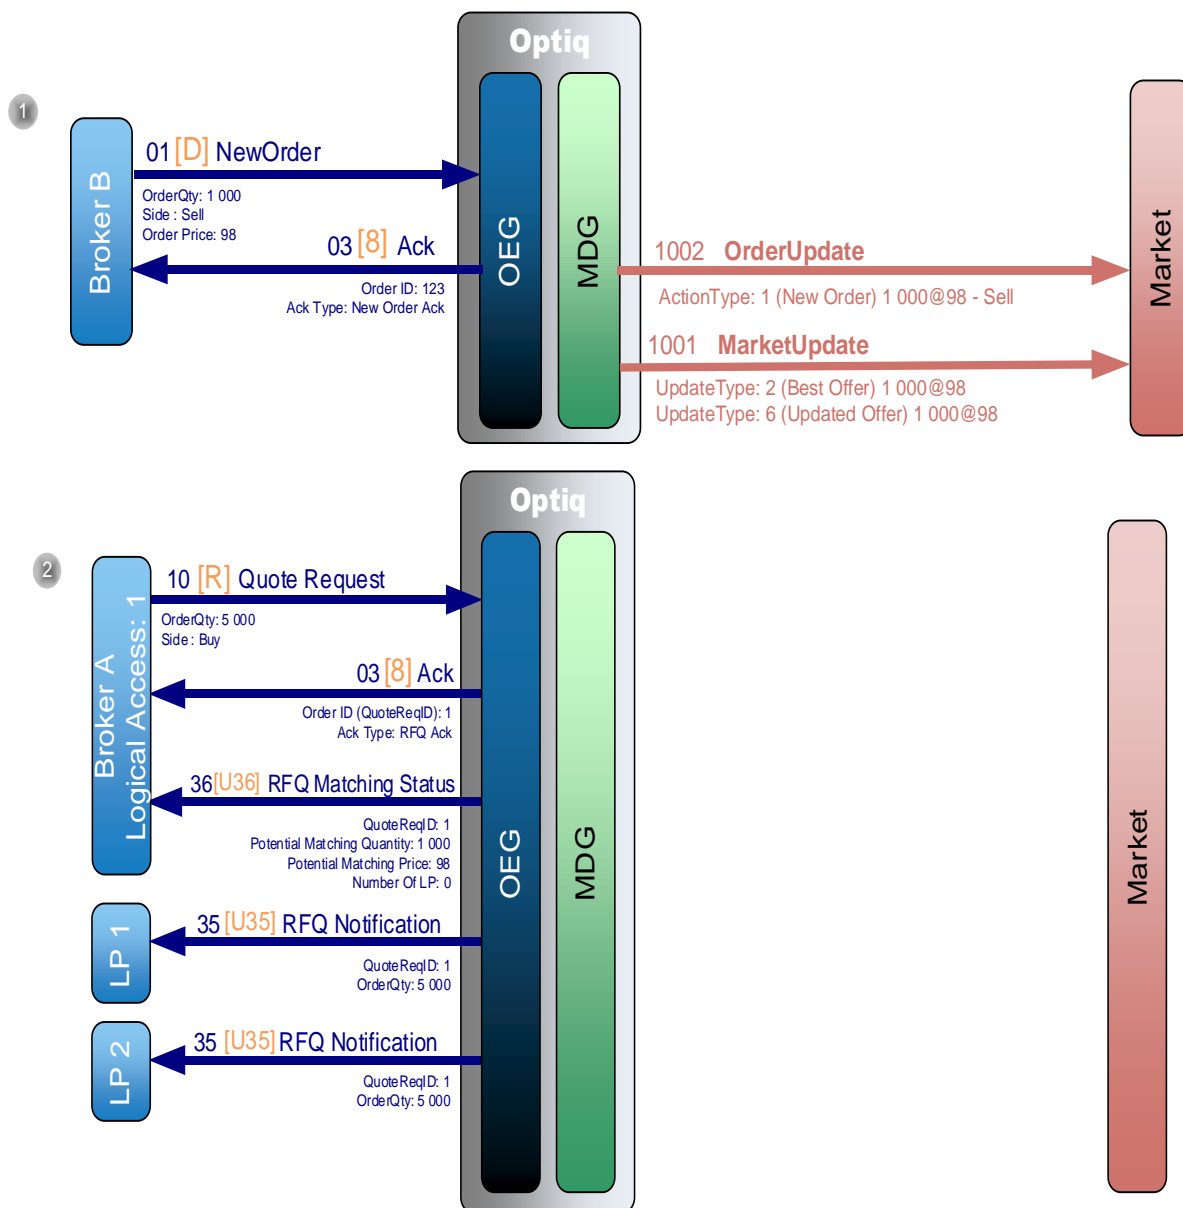 Optiq
1
Broker B
01 [D] NewOrder
OrderQty: 1 000
Side : Sell
Order Price: 98
03 [8] Ack
Order ID: 123
Ack Type: New Order Ack
OEG
MDG
1002 OrderUpdate
ActionType: 1 (New Order) 1 000@98 - Sell
1001 MarketUpdate
UpdateType: 2 (Best Offer) 1 000@98
UpdateType: 6 (Updated Offer) 1 000@98
Market
Optiq
2
Broker A
Logical Access: 1
10 [R] Quote Request
OrderQty: 5 000
Side : Buy
03 [8] Ack
Order ID (QuoteReqID): 1
Ack Type: RFQ Ack
36 [U36] RFQ Matching Status
QuoteReqID: 1
Potential Matching Quantity: 1 000
Potential Matching Price: 98
Number Of LP: 0
OEG
MDG
Market
LP 1
35 [U35] RFQ Notification
QuoteReqID: 1
OrderQty: 5 000
LP 2
35 [U35] RFQ Notification
QuoteReqID: 1
OrderQty: 5 000